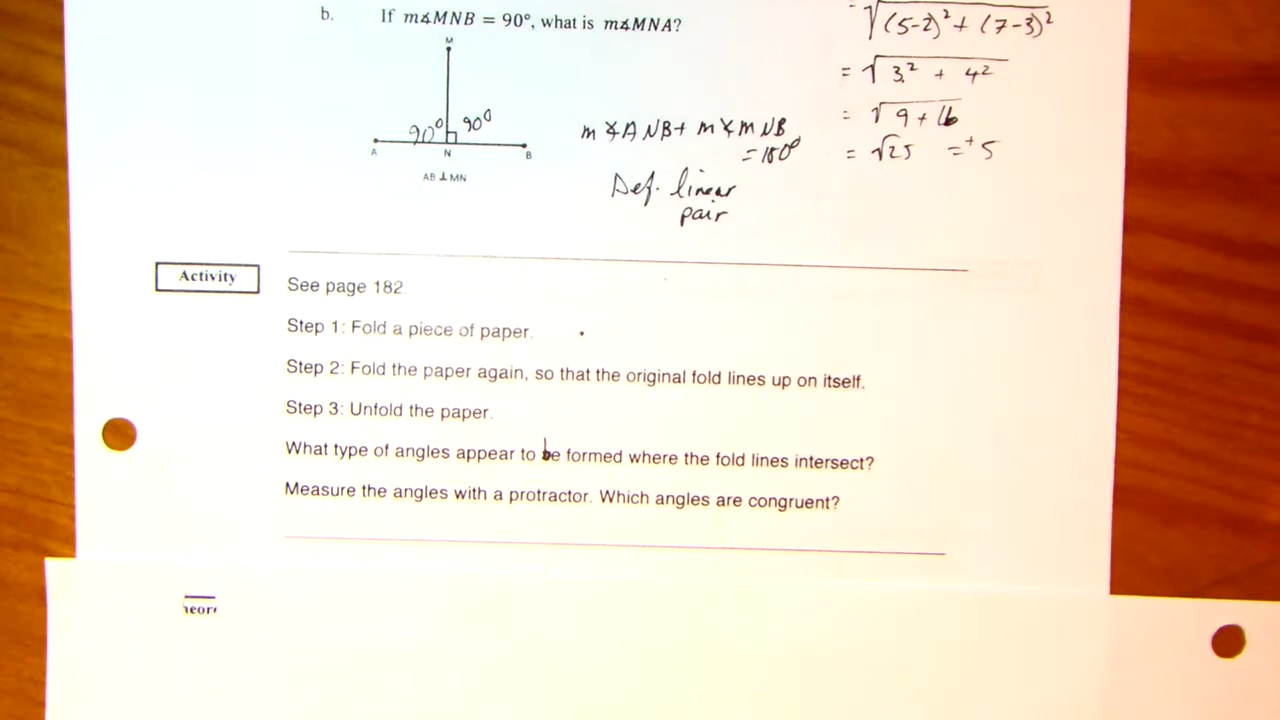 b. If m∡MNB = 90°, what is m∡MNA?
= √(5-2)² + (7-3)²
= √3² + 4²
= √9 + 16
= √25 = +5
M
90° 90°
A N B
AB ⊥ MN
m∡ANB + m∡MNB
= 180°
Def. linear
pair
Activity
See page 182.
Step 1: Fold a piece of paper.
Step 2: Fold the paper again, so that the original fold lines up on itself.
Step 3: Unfold the paper.
What type of angles appear to be formed where the fold lines intersect?
Measure the angles with a protractor. Which angles are congruent?